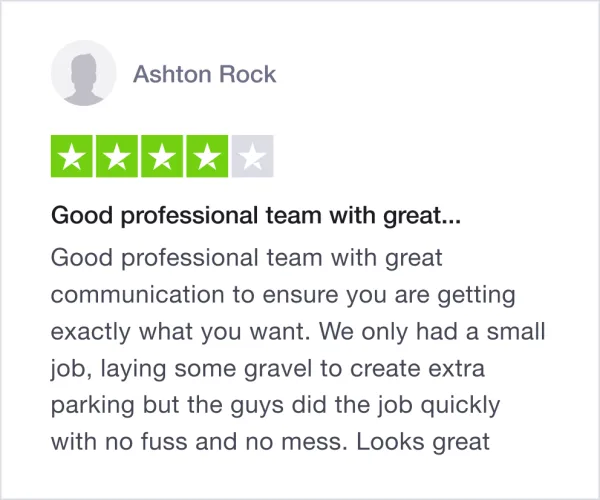 Ashton Rock
Good professional team with great...
Good professional team with great
communication to ensure you are getting
exactly what you want. We only had a small
job, laying some gravel to create extra
parking but the guys did the job quickly
with no fuss and no mess. Looks great